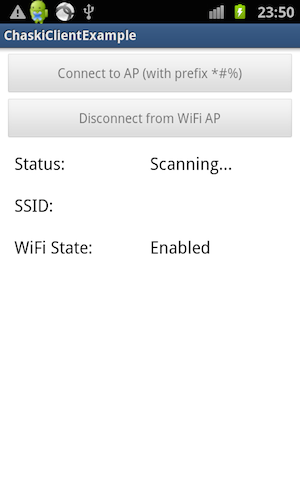 23:50
ChaskiClientExample
Connect to AP (with prefix *#%)
Disconnect from WiFi AP
Status: Scanning...
SSID:
WiFi State: Enabled